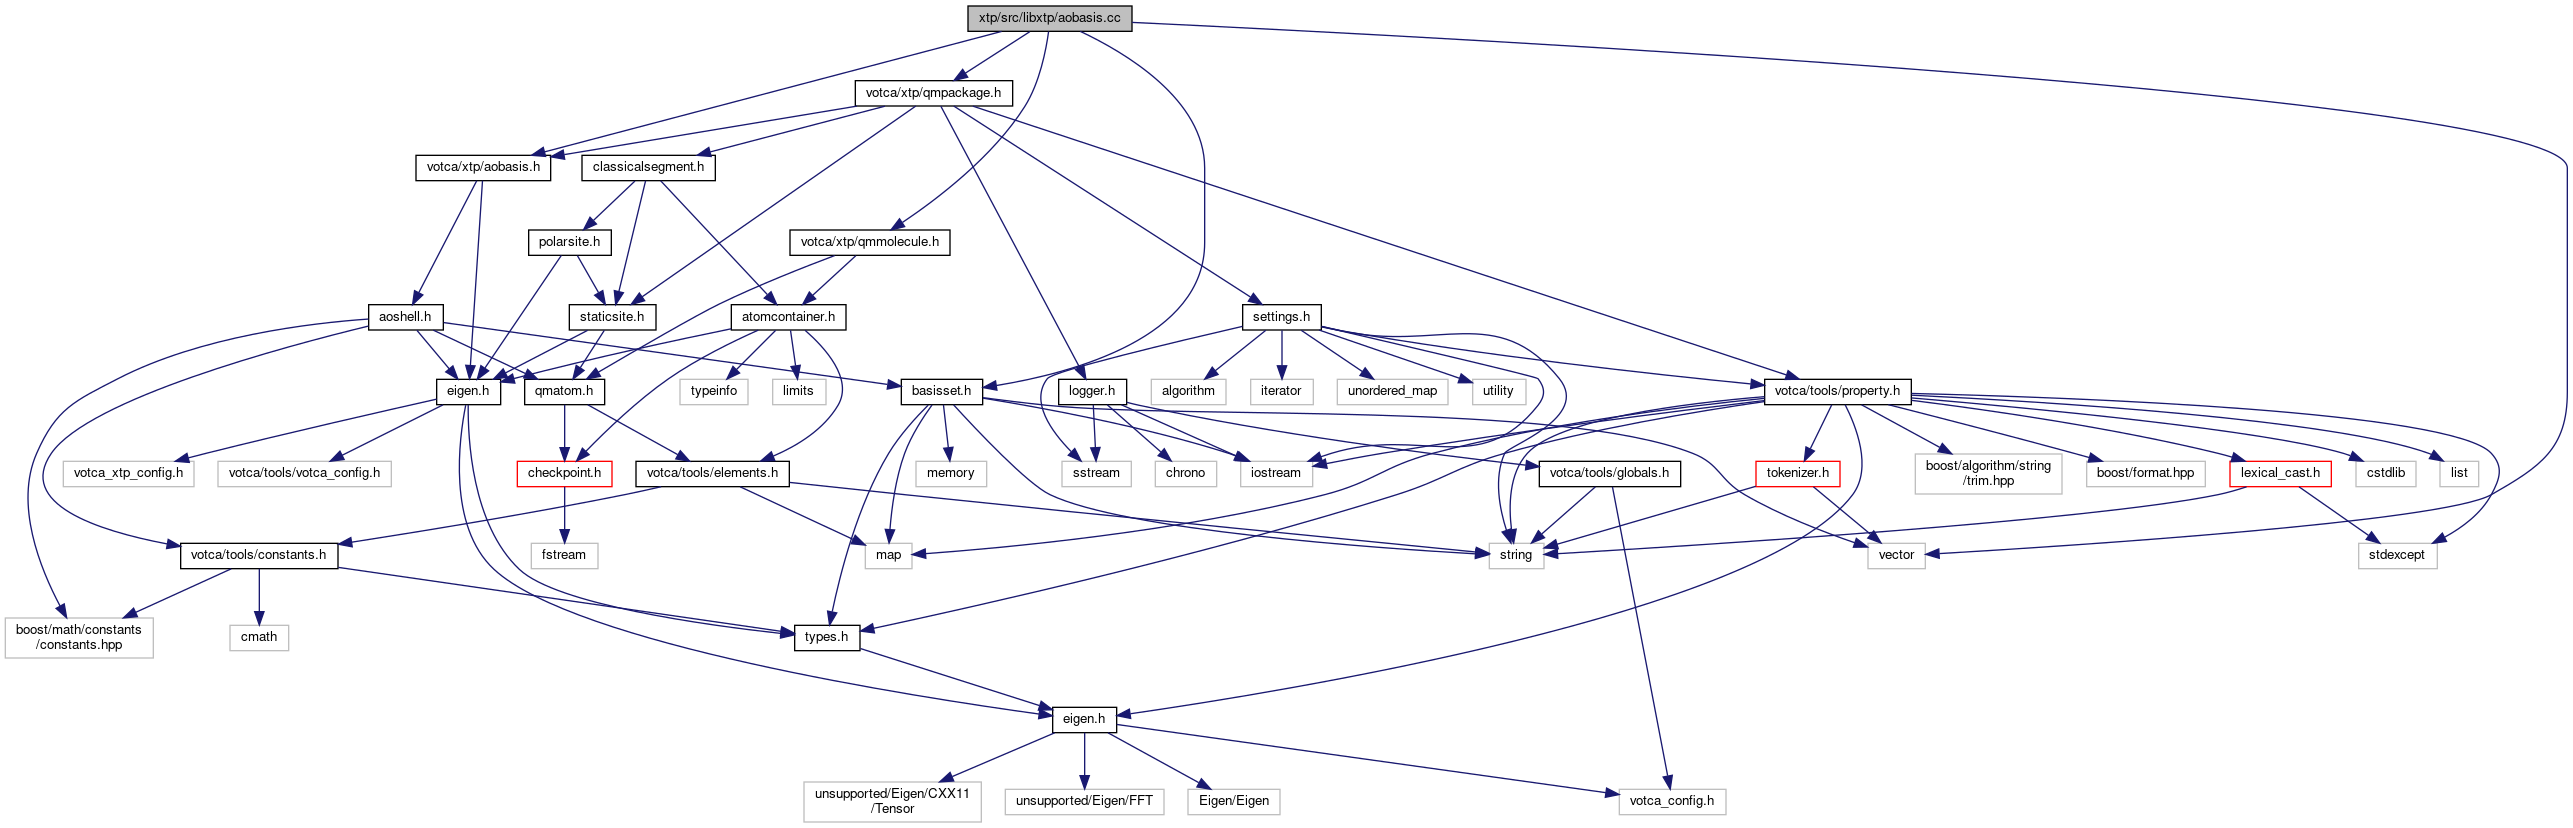 xtp/src/libxtp/aobasis.cc
votca/xtp/qmpackage.h
votca/xtp/aobasis.h
classicalsegment.h
polarsite.h
votca/xtp/qmmolecule.h
aoshell.h
staticsite.h
atomcontainer.h
settings.h
eigen.h
qmatom.h
typeinfo
limits
basisset.h
logger.h
algorithm
iterator
unordered_map
utility
votca/tools/property.h
votca_xtp_config.h
votca/tools/votca_config.h
checkpoint.h
votca/tools/elements.h
memory
sstream
chrono
iostream
votca/tools/globals.h
tokenizer.h
boost/algorithm/string
/trim.hpp
boost/format.hpp
lexical_cast.h
cstdlib
list
votca/tools/constants.h
fstream
map
string
vector
stdexcept
boost/math/constants
/constants.hpp
cmath
types.h
eigen.h
unsupported/Eigen/CXX11
/Tensor
unsupported/Eigen/FFT
Eigen/Eigen
votca_config.h